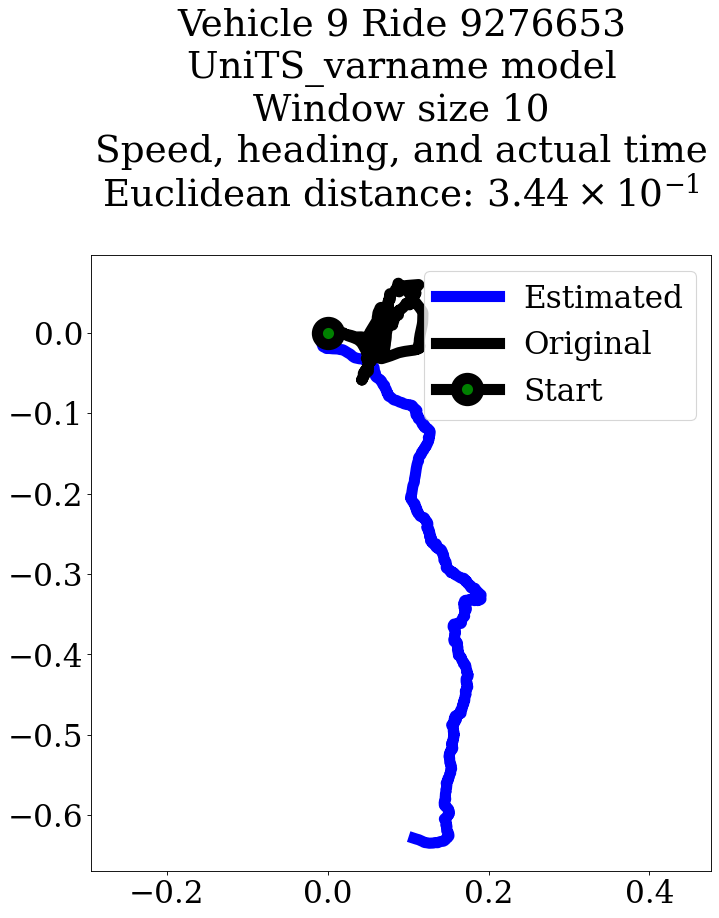 Vehicle 9 Ride 9276653
UniTS_varname model
Window size 10
Speed, heading, and actual time
Euclidean distance: $3.44 × 10^{-1}$
Estimated
Original
Start
0.0
−0.1
−0.2
−0.3
−0.4
−0.5
−0.6
−0.2
0.0
0.2
0.4